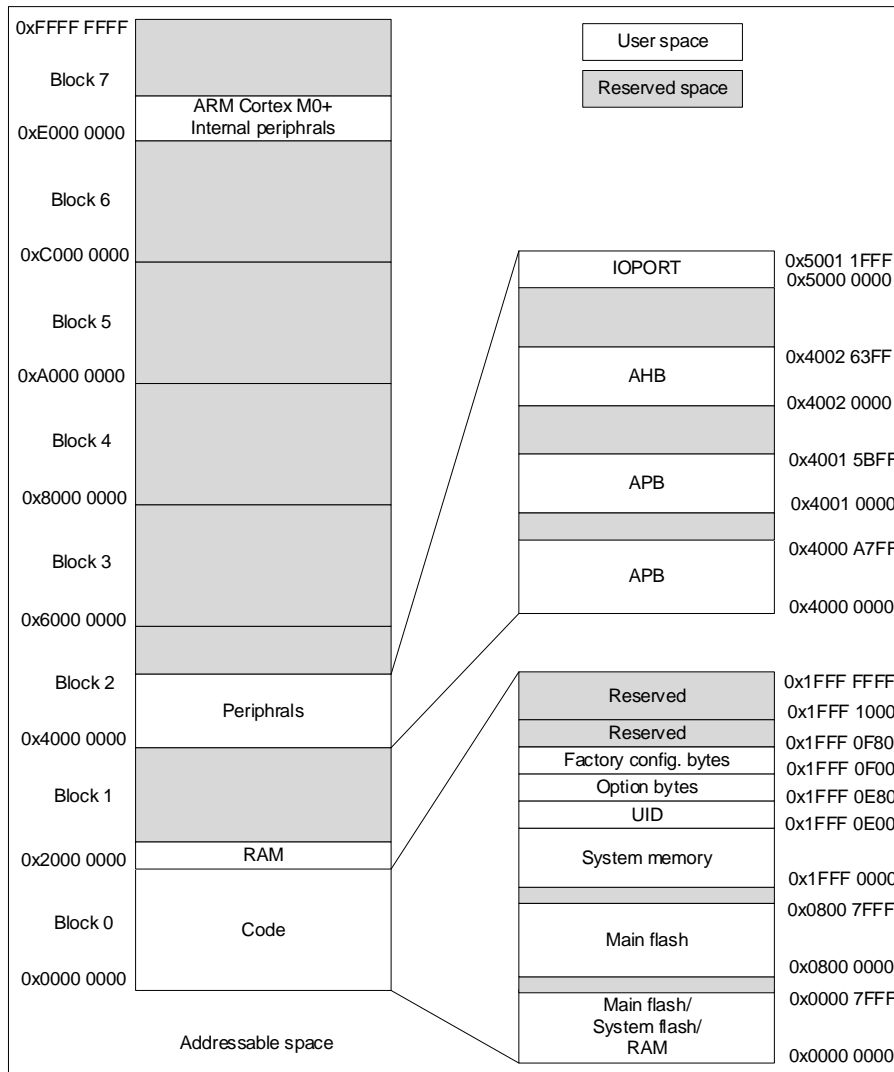 0xFFFF FFFF
Block 7
ARM Cortex M0+
Internal periphrals
0xE000 0000
Block 6
0xC000 0000
Block 5
0xA000 0000
Block 4
0x8000 0000
Block 3
0x6000 0000
Block 2
Periphrals
0x4000 0000
Block 1
0x2000 0000
RAM
Block 0
Code
0x0000 0000
Addressable space
User space
Reserved space
IOPORT
0x5001 1FFF
0x5000 0000
AHB
0x4002 63FF
0x4002 0000
APB
0x4001 5BFF
0x4001 0000
APB
0x4000 A7FF
0x4000 0000
Reserved
0x1FFF FFFF
0x1FFF 1000
Reserved
0x1FFF 0F80
Factory config. bytes
0x1FFF 0F00
Option bytes
0x1FFF 0E80
UID
0x1FFF 0E00
System memory
0x1FFF 0000
0x0800 7FFF
Main flash
0x0800 0000
0x0000 7FFF
Main flash/
System flash/
RAM
0x0000 0000